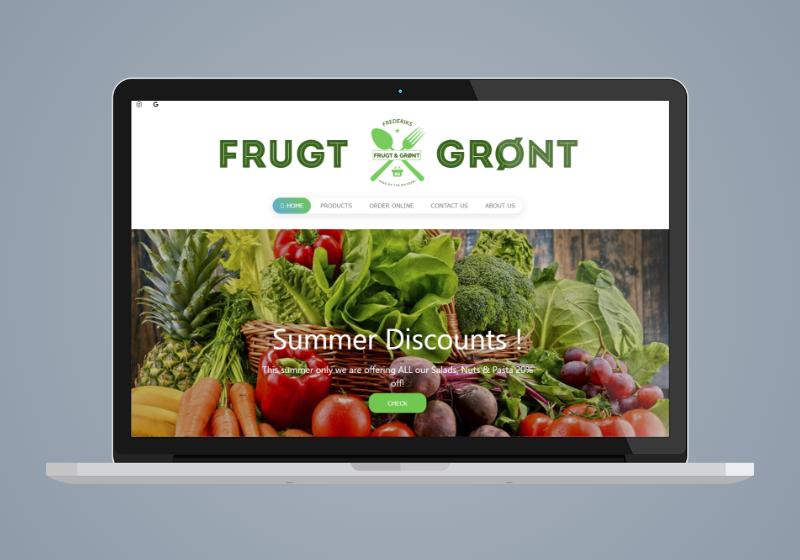 FREDERIKS
FRUGT
FRUGT & GRØNT
GRØNT
HOME PRODUCTS ORDER ONLINE CONTACT US ABOUT US
Summer Discounts !
This summer only we are offering ALL our Salads, Nuts & Pasta 20%
off!
CHECK